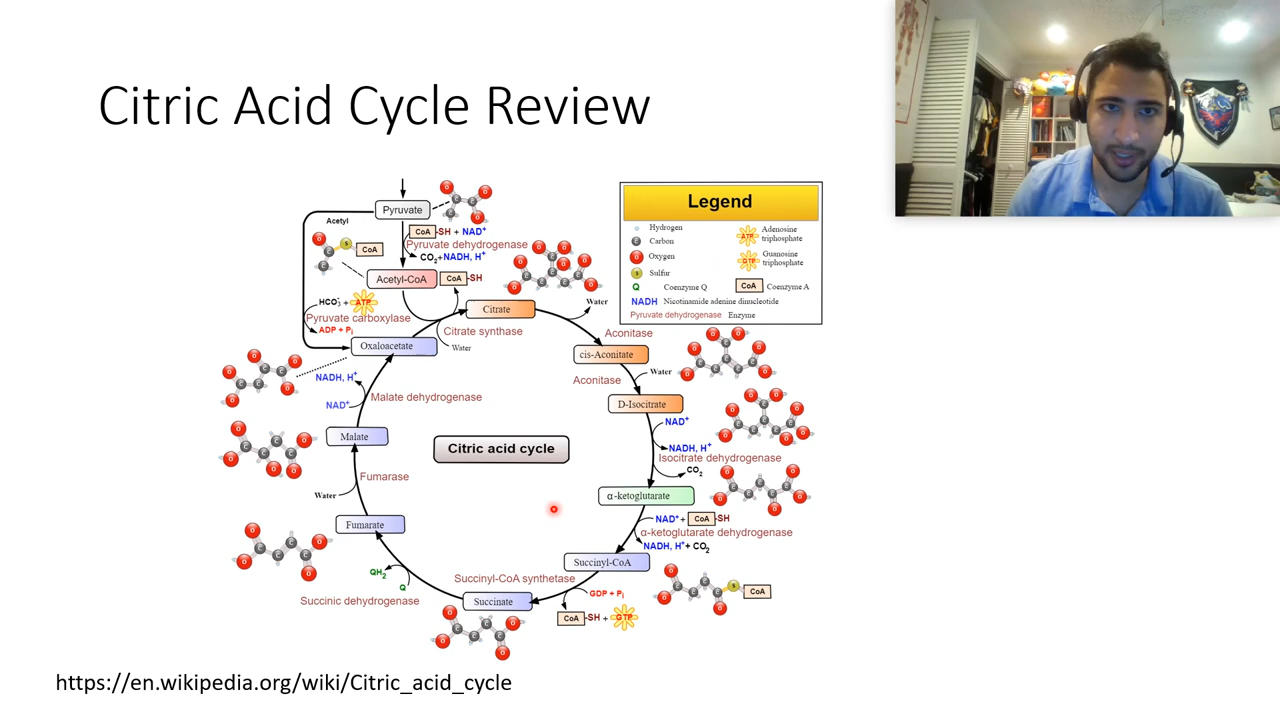 Citric Acid Cycle Review
Pyruvate
Acetyl
CoA-SH + NAD⁺
Pyruvate dehydrogenase
CO₂+NADH, H⁺
S CoA
Acetyl-CoA
CoA-SH
HCO₃⁻ + ATP
Pyruvate carboxylase
ADP + Pᵢ
Citrate
Water
Citrate synthase
Water
Oxaloacetate
Aconitase
cis-Aconitate
Water
Aconitase
D-Isocitrate
NAD⁺
NADH, H⁺
Isocitrate dehydrogenase
CO₂
α-ketoglutarate
NAD⁺+ CoA-SH
α-ketoglutarate dehydrogenase
NADH, H⁺+ CO₂
Succinyl-CoA
S CoA
Succinyl-CoA synthetase
GDP + Pᵢ
CoA-SH + GTP
Succinate
Succinic dehydrogenase
QH₂
Q
Fumarate
Water
Fumarase
Malate
NAD⁺
Malate dehydrogenase
NADH, H⁺
Citric acid cycle
Legend
Hydrogen
C Carbon
O Oxygen
S Sulfur
Q Coenzyme Q
ATP Adenosine
triphosphate
GTP Guanosine
triphosphate
CoA Coenzyme A
NADH Nicotinamide adenine dinucleotide
Pyruvate dehydrogenase Enzyme
https://en.wikipedia.org/wiki/Citric_acid_cycle